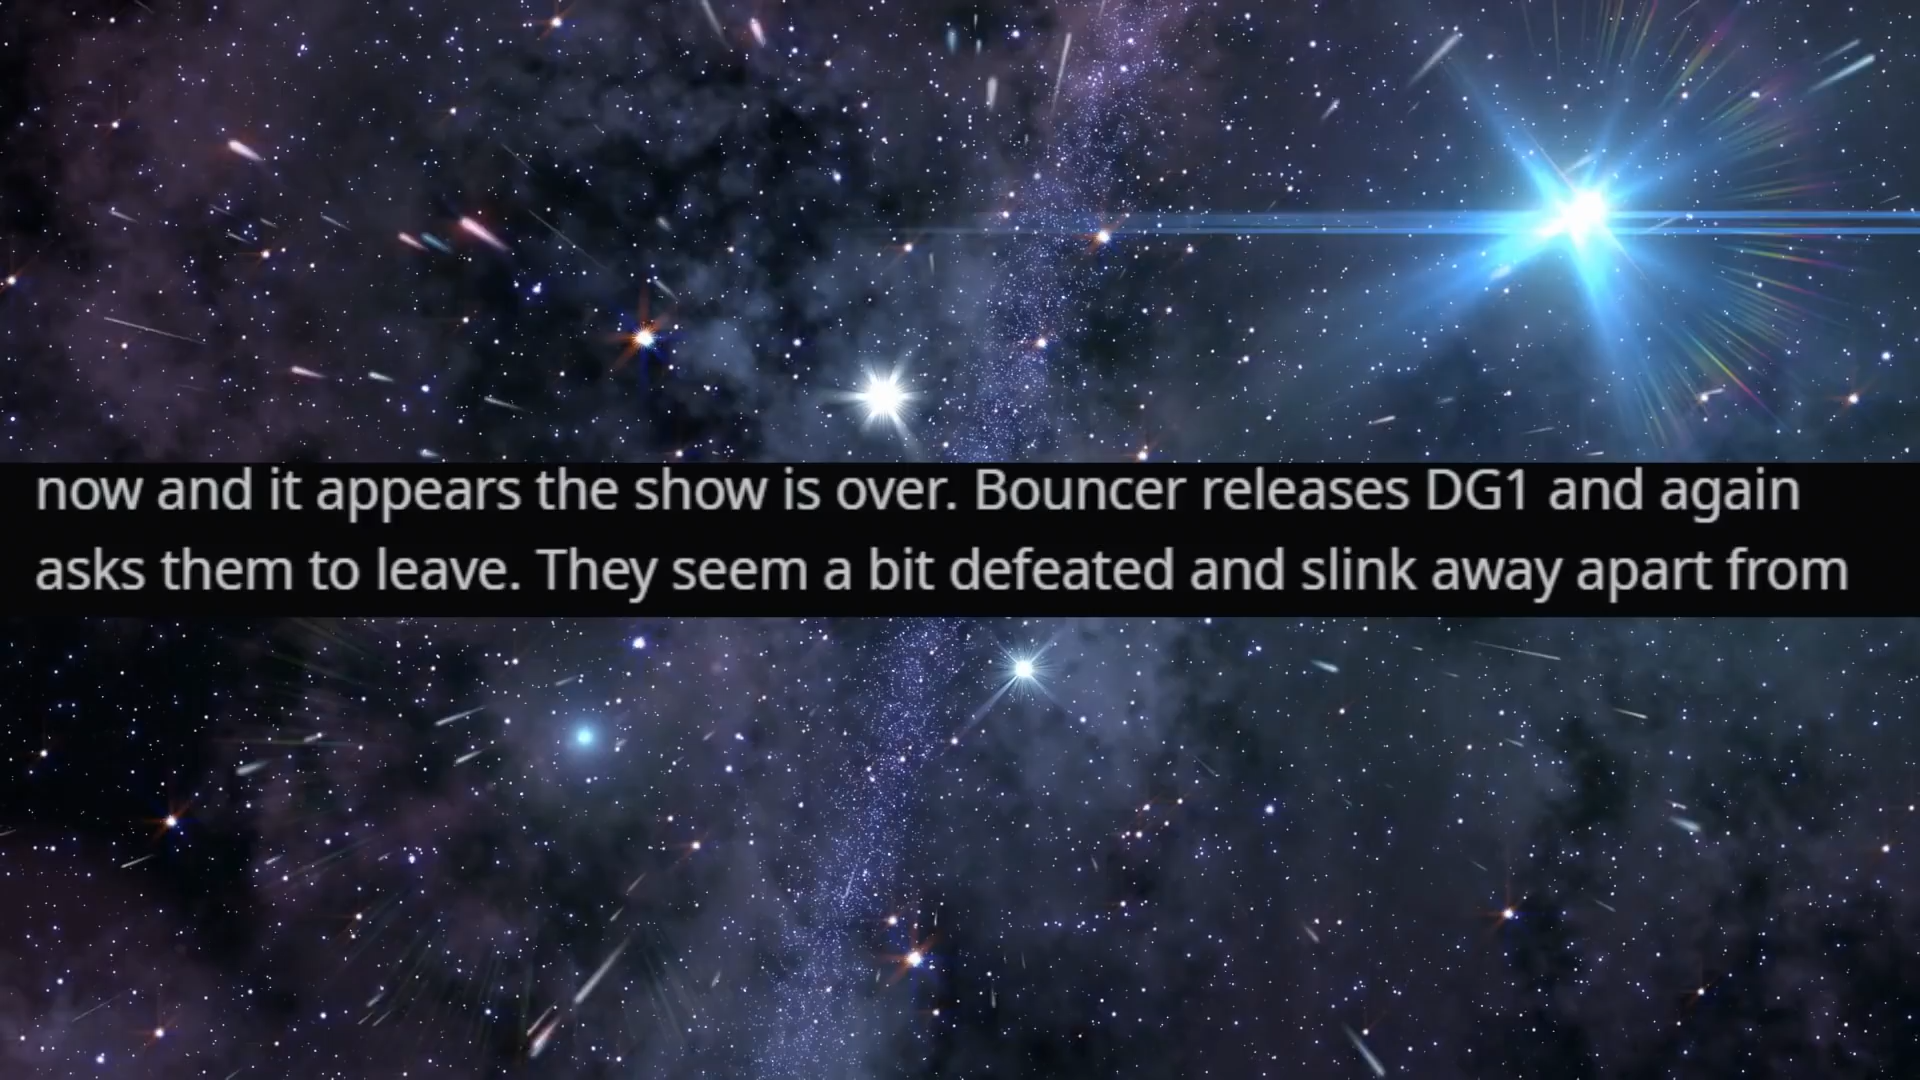 now and it appears the show is over. Bouncer releases DG1 and again
asks them to leave. They seem a bit defeated and slink away apart from